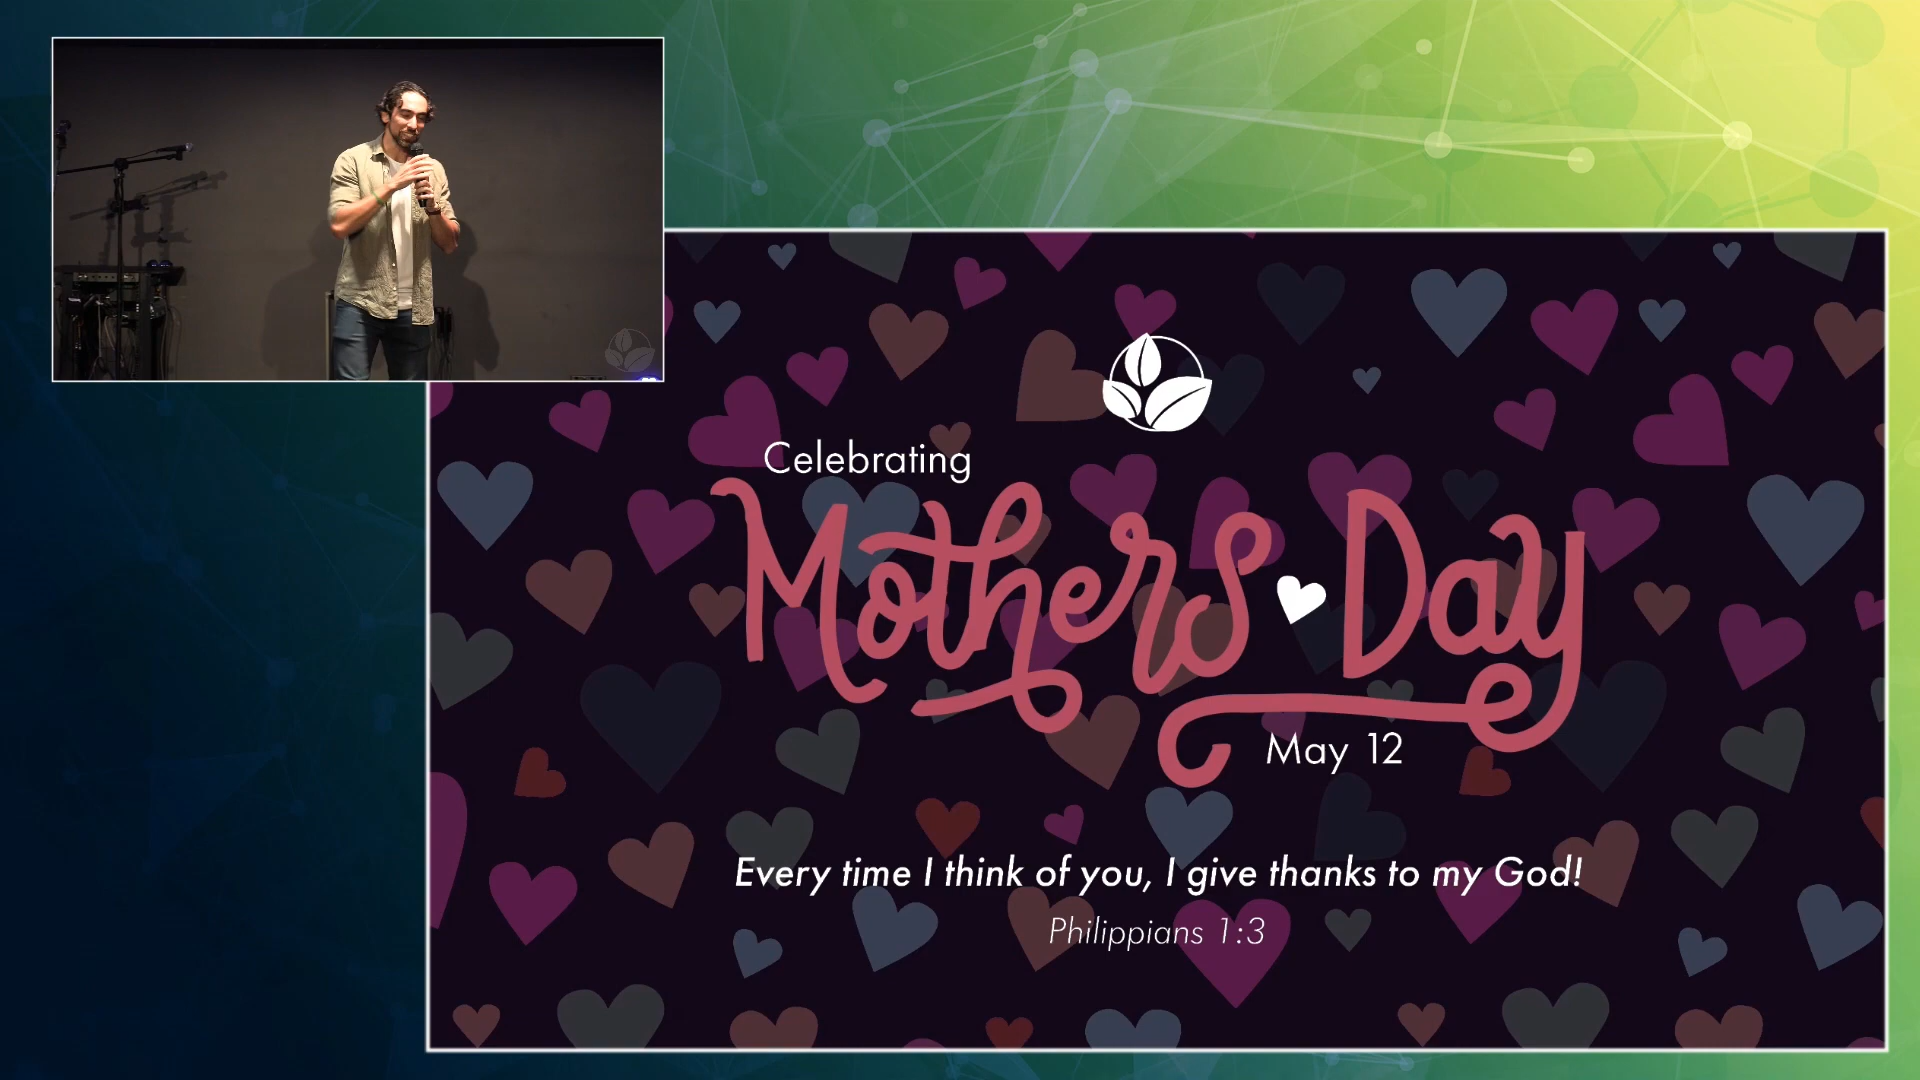 Celebrating
Mothers Day
May 12
Every time I think of you, I give thanks to my God!
Philippians 1:3